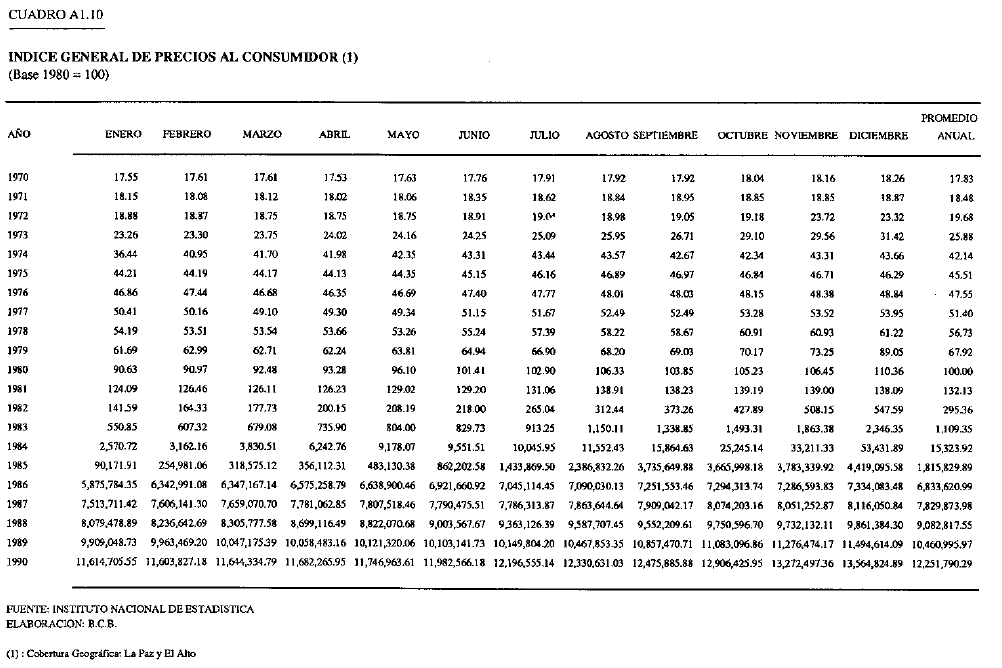 CUADRO A1.10
INDICE GENERAL DE PRECIOS AL CONSUMIDOR (1)
(Base 1980 = 100)
PROMEDIO
AÑO ENERO FEBRERO MARZO ABRIL MAYO JUNIO JULIO AGOSTO SEPTIEMBRE OCTUBRE NOVIEMBRE DICIEMBRE ANUAL
1970 17.55 17.61 17.61 17.53 17.63 17.76 17.91 17.92 17.92 18.04 18.16 18.26 17.83
1971 18.15 18.08 18.12 18.02 18.06 18.35 18.62 18.84 18.95 18.85 18.85 18.87 18.48
1972 18.88 18.87 18.75 18.75 18.75 18.91 19.04 18.98 19.05 19.18 23.72 23.32 19.68
1973 23.26 23.30 23.75 24.02 24.16 24.25 25.09 25.95 26.71 29.10 29.56 31.42 25.88
1974 36.44 40.95 41.70 41.98 42.35 43.31 43.44 43.57 42.67 42.34 43.31 43.66 42.14
1975 44.21 44.19 44.17 44.13 44.35 45.15 46.16 46.89 46.97 46.84 46.71 46.29 45.51
1976 46.86 47.44 46.68 46.35 46.69 47.40 47.77 48.01 48.03 48.15 48.38 48.84 47.55
1977 50.41 50.16 49.10 49.30 49.34 51.15 51.67 52.49 52.49 53.28 53.52 53.95 51.40
1978 54.19 53.51 53.54 53.66 53.26 55.24 57.39 58.22 58.67 60.91 60.93 61.22 56.73
1979 61.69 62.99 62.71 62.24 63.81 64.94 66.90 68.20 69.03 70.17 73.25 89.05 67.92
1980 90.63 90.97 92.48 93.28 96.10 101.41 102.90 106.33 103.85 105.23 106.45 110.36 100.00
1981 124.09 126.46 126.11 126.23 129.02 129.20 131.06 138.91 138.23 139.19 139.00 138.09 132.13
1982 141.59 164.33 177.73 200.15 208.19 218.00 265.04 312.44 373.26 427.89 508.15 547.59 295.36
1983 550.85 607.32 679.08 735.90 804.00 829.73 913.25 1,150.11 1,338.85 1,493.31 1,863.38 2,346.35 1,109.35
1984 2,570.72 3,162.16 3,830.51 6,242.76 9,178.07 9,551.51 10,045.95 11,552.43 15,864.63 25,245.14 33,211.33 53,431.89 15,323.92
1985 90,171.91 254,981.06 318,575.12 356,112.31 483,130.38 862,202.58 1,433,869.50 2,386,832.26 3,735,649.88 3,665,998.18 3,783,339.92 4,419,095.58 1,815,829.89
1986 5,875,784.35 6,342,991.08 6,347,167.14 6,575,258.79 6,638,900.46 6,921,660.92 7,045,114.45 7,090,030.13 7,251,553.46 7,294,313.74 7,286,593.83 7,334,083.48 6,833,620.99
1987 7,513,711.42 7,606,141.30 7,659,070.70 7,781,062.85 7,807,518.46 7,790,475.51 7,786,313.87 7,863,644.64 7,909,042.17 8,074,203.16 8,051,252.87 8,116,050.84 7,829,873.98
1988 8,079,478.89 8,236,642.69 8,305,777.58 8,699,116.49 8,822,070.68 9,003,567.67 9,363,126.39 9,587,707.45 9,552,209.61 9,750,596.70 9,732,132.11 9,861,384.30 9,082,817.55
1989 9,909,048.73 9,963,469.20 10,047,175.39 10,058,483.16 10,121,320.06 10,103,141.73 10,149,804.20 10,467,853.35 10,857,470.71 11,083,096.86 11,276,474.17 11,494,614.09 10,460,995.97
1990 11,614,705.55 11,603,827.18 11,644,334.79 11,682,265.95 11,746,963.61 11,982,566.18 12,196,555.14 12,330,631.03 12,475,885.88 12,906,425.95 13,272,497.36 13,564,824.89 12,251,790.29
FUENTE: INSTITUTO NACIONAL DE ESTADISTICA
ELABORACION: B.C.B.
(1) : Cobertura Geográfica: La Paz y El Alto